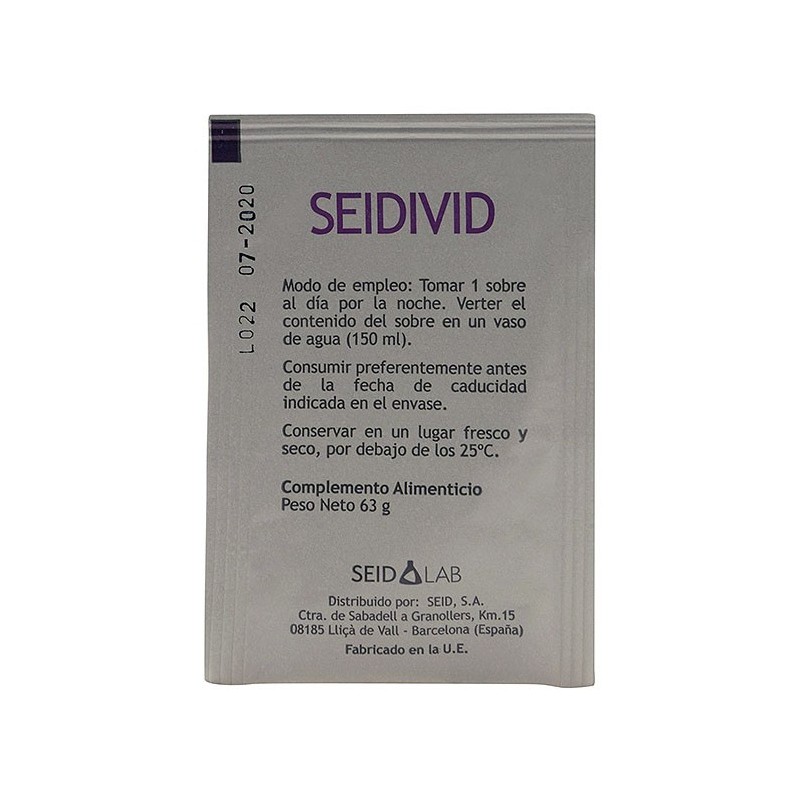 L022 07-2020
SEIDIVID
Modo de empleo: Tomar 1 sobre
al día por la noche. Verter el
contenido del sobre en un vaso
de agua (150 ml).
Consumir preferentemente antes
de la fecha de caducidad
indicada en el envase.
Conservar en un lugar fresco y
seco, por debajo de los 25ºC.
Complemento Alimenticio
Peso Neto 63 g
SEID LAB
Distribuido por: SEID, S.A.
Ctra. de Sabadell a Granollers, Km.15
08185 Lliçà de Vall - Barcelona (España)
Fabricado en la U.E.